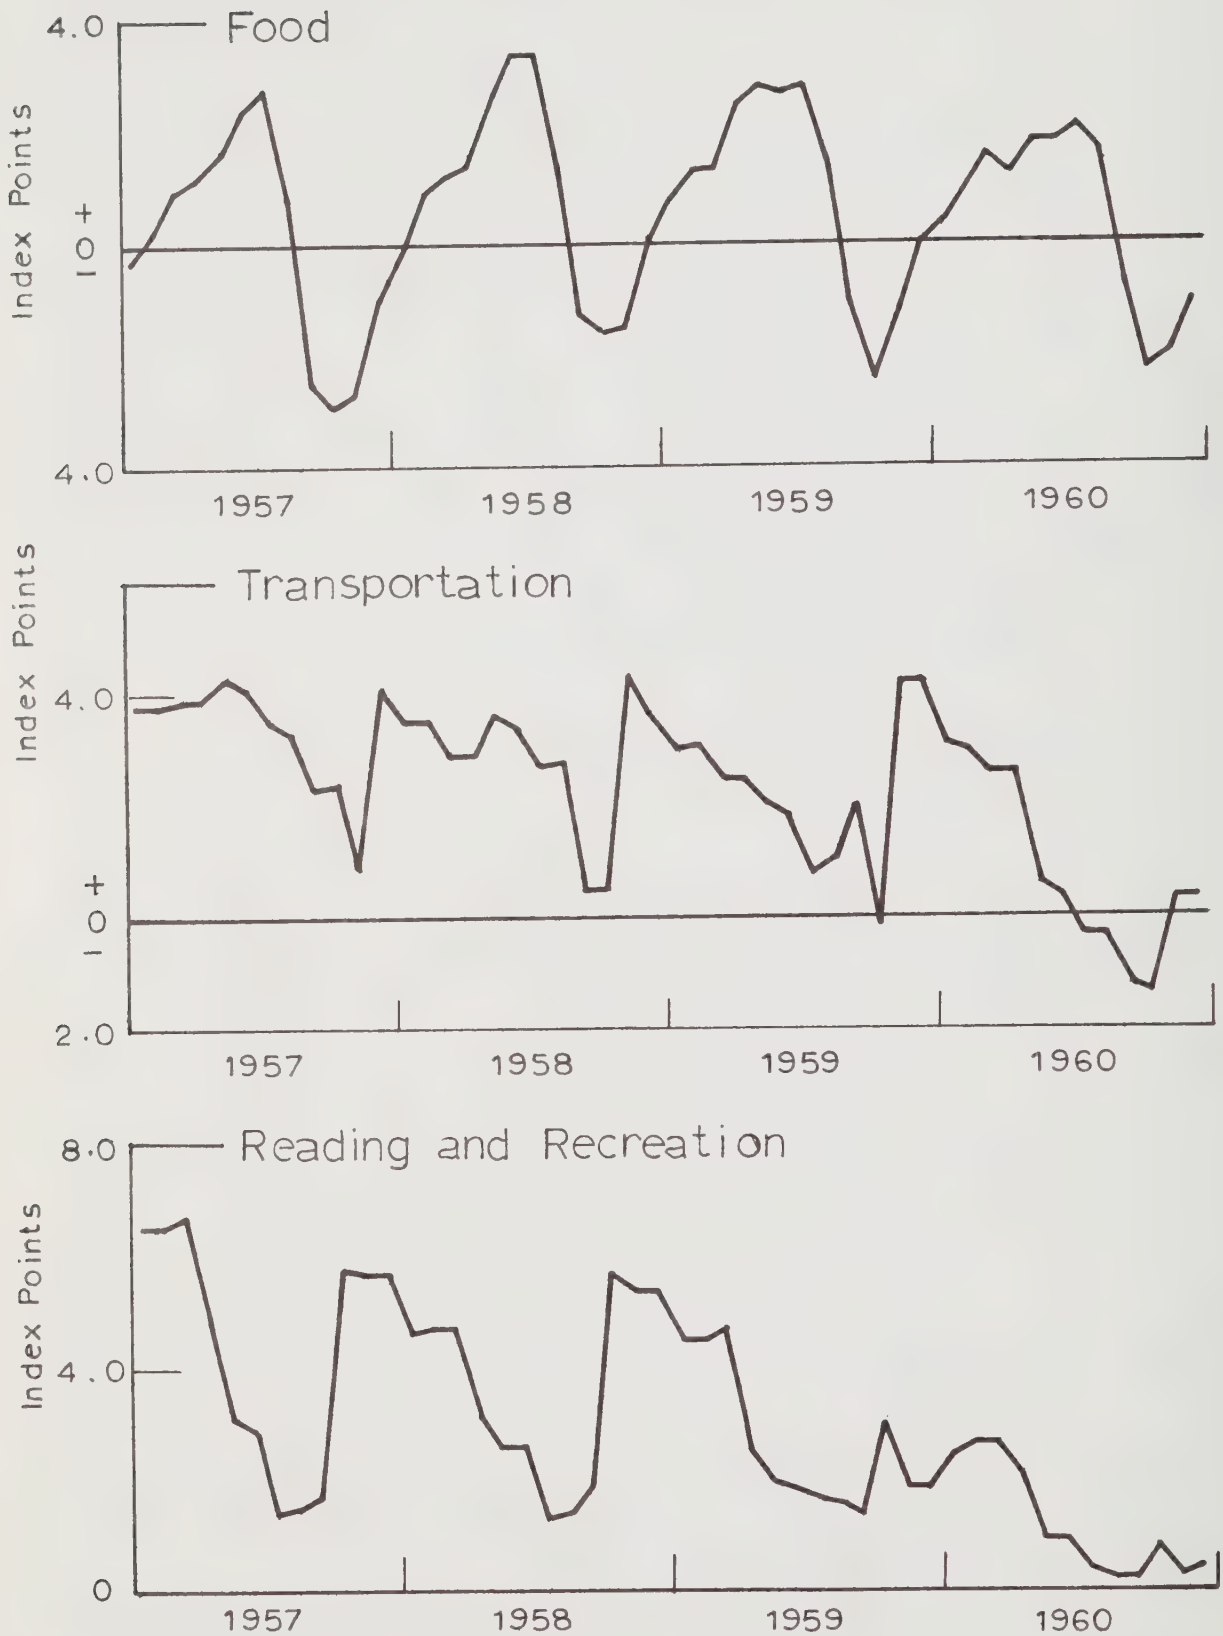 4.0 Food
Index Points
+
0
−
4.0
1957 1958 1959 1960
Transportation
Index Points
4.0
+
0
−
2.0
1957 1958 1959 1960
8.0 Reading and Recreation
Index Points
4.0
0
1957 1958 1959 1960